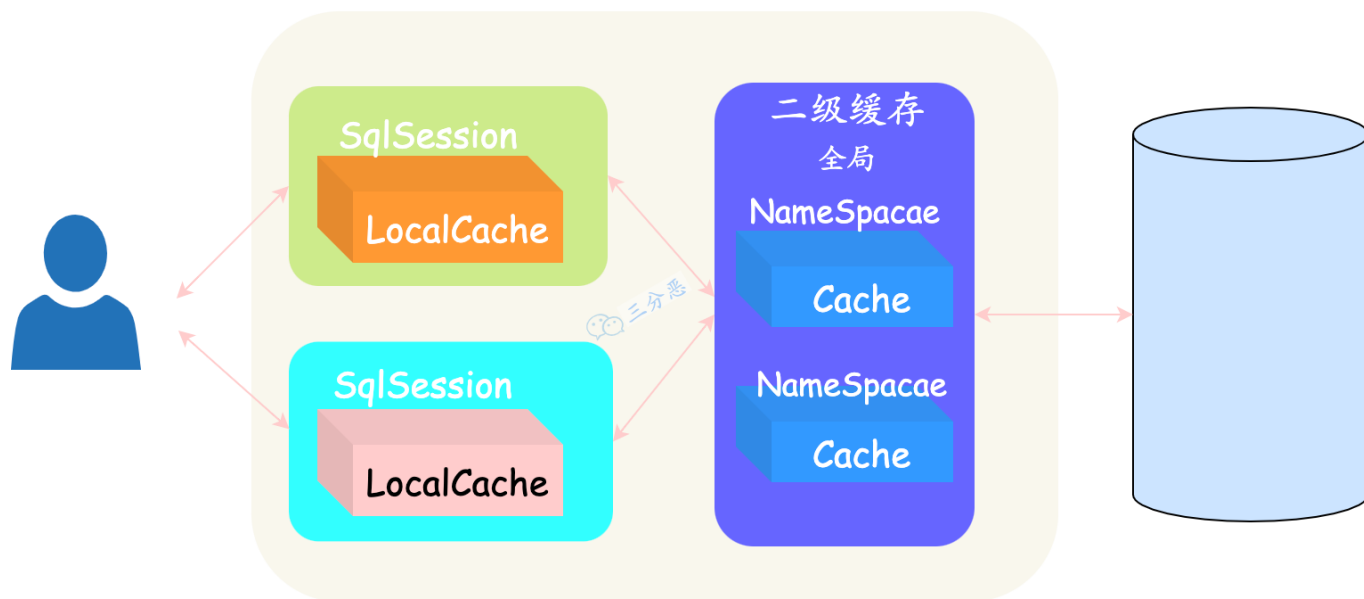 SqlSession
LocalCache
三分恶
SqlSession
LocalCache
二级缓存
全局
NameSpacae
Cache
NameSpacae
Cache